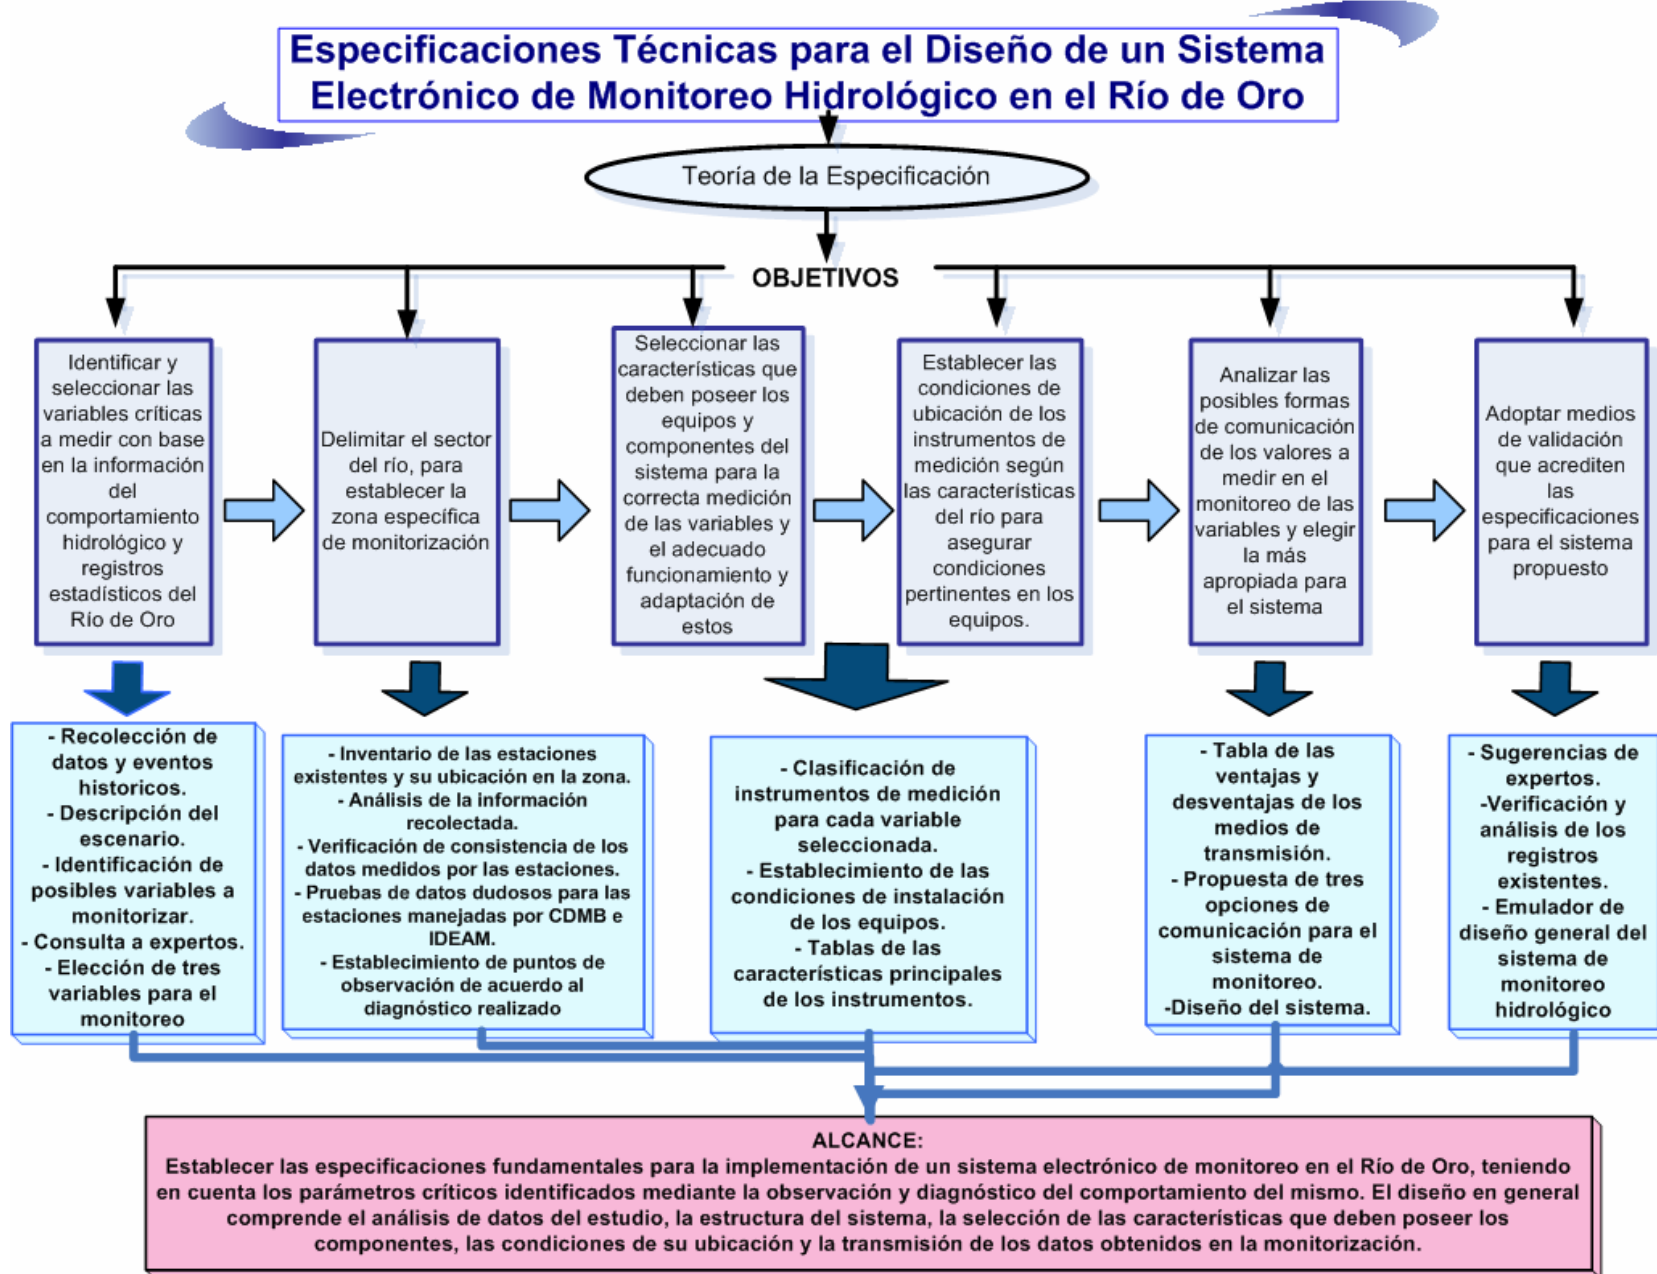 Especificaciones Técnicas para el Diseño de un Sistema
Electrónico de Monitoreo Hidrológico en el Río de Oro
Teoría de la Especificación
OBJETIVOS
Identificar y
seleccionar las
variables críticas
a medir con base
en la información
del
comportamiento
hidrológico y
registros
estadísticos del
Río de Oro
Delimitar el sector
del río, para
establecer la
zona específica
de monitorización
Seleccionar las
características que
deben poseer los
equipos y
componentes del
sistema para la
correcta medición
de las variables y
el adecuado
funcionamiento y
adaptación de
estos
Establecer las
condiciones de
ubicación de los
instrumentos de
medición según
las características
del río para
asegurar
condiciones
pertinentes en los
equipos.
Analizar las
posibles formas
de comunicación
de los valores a
medir en el
monitoreo de las
variables y elegir
la más
apropiada para
el sistema
Adoptar medios
de validación
que acrediten
las
especificaciones
para el sistema
propuesto
- Recolección de
datos y eventos
historicos.
- Descripción del
escenario.
- Identificación de
posibles variables a
monitorizar.
- Consulta a expertos.
- Elección de tres
variables para el
monitoreo
- Inventario de las estaciones
existentes y su ubicación en la zona.
- Análisis de la información
recolectada.
- Verificación de consistencia de los
datos medidos por las estaciones.
- Pruebas de datos dudosos para las
estaciones manejadas por CDMB e
IDEAM.
- Establecimiento de puntos de
observación de acuerdo al
diagnóstico realizado
- Clasificación de
instrumentos de medición
para cada variable
seleccionada.
- Establecimiento de las
condiciones de instalación
de los equipos.
- Tablas de las
características principales
de los instrumentos.
- Tabla de las
ventajas y
desventajas de los
medios de
transmisión.
- Propuesta de tres
opciones de
comunicación para el
sistema de
monitoreo.
-Diseño del sistema.
- Sugerencias de
expertos.
-Verificación y
análisis de los
registros
existentes.
- Emulador de
diseño general del
sistema de
monitoreo
hidrológico
ALCANCE:
Establecer las especificaciones fundamentales para la implementación de un sistema electrónico de monitoreo en el Río de Oro, teniendo
en cuenta los parámetros críticos identificados mediante la observación y diagnóstico del comportamiento del mismo. El diseño en general
comprende el análisis de datos del estudio, la estructura del sistema, la selección de las características que deben poseer los
componentes, las condiciones de su ubicación y la transmisión de los datos obtenidos en la monitorización.